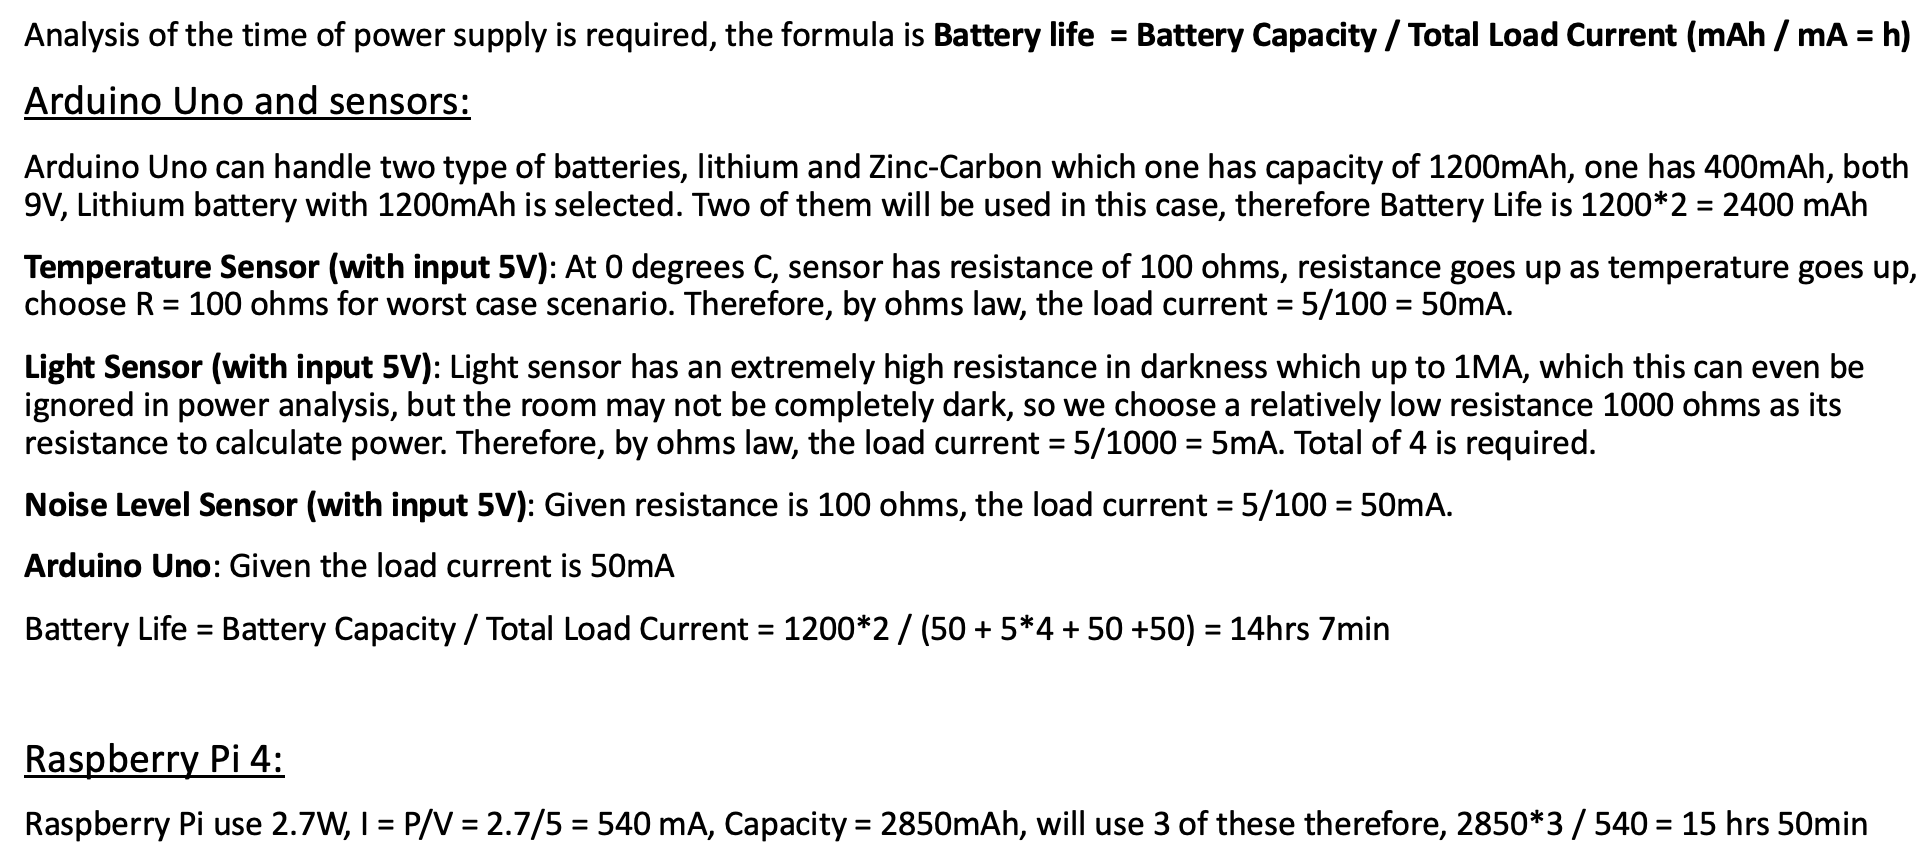 Analysis of the time of power supply is required, the formula is Battery life  = Battery Capacity / Total Load Current (mAh / mA = h)
Arduino Uno and sensors:
Arduino Uno can handle two type of batteries, lithium and Zinc-Carbon which one has capacity of 1200mAh, one has 400mAh, both
9V, Lithium battery with 1200mAh is selected. Two of them will be used in this case, therefore Battery Life is 1200*2 = 2400 mAh
Temperature Sensor (with input 5V): At 0 degrees C, sensor has resistance of 100 ohms, resistance goes up as temperature goes up,
choose R = 100 ohms for worst case scenario. Therefore, by ohms law, the load current = 5/100 = 50mA.
Light Sensor (with input 5V): Light sensor has an extremely high resistance in darkness which up to 1MA, which this can even be
ignored in power analysis, but the room may not be completely dark, so we choose a relatively low resistance 1000 ohms as its
resistance to calculate power. Therefore, by ohms law, the load current = 5/1000 = 5mA. Total of 4 is required.
Noise Level Sensor (with input 5V): Given resistance is 100 ohms, the load current = 5/100 = 50mA.
Arduino Uno: Given the load current is 50mA
Battery Life = Battery Capacity / Total Load Current = 1200*2 / (50 + 5*4 + 50 +50) = 14hrs 7min
Raspberry Pi 4:
Raspberry Pi use 2.7W, I = P/V = 2.7/5 = 540 mA, Capacity = 2850mAh, will use 3 of these therefore, 2850*3 / 540 = 15 hrs 50min